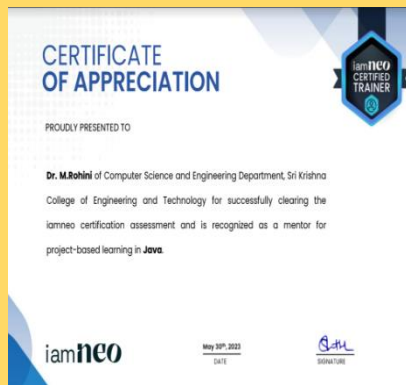 CERTIFICATE
OF APPRECIATION
iamneo
CERTIFIED
TRAINER
PROUDLY PRESENTED TO
Dr. M.Rohini of Computer Science and Engineering Department, Sri Krishna
College of Engineering and Technology for successfully clearing the
iamneo certification assessment and is recognized as a mentor for
project-based learning in Java.
iamneo
May 30th, 2023
DATE
SIGNATURE